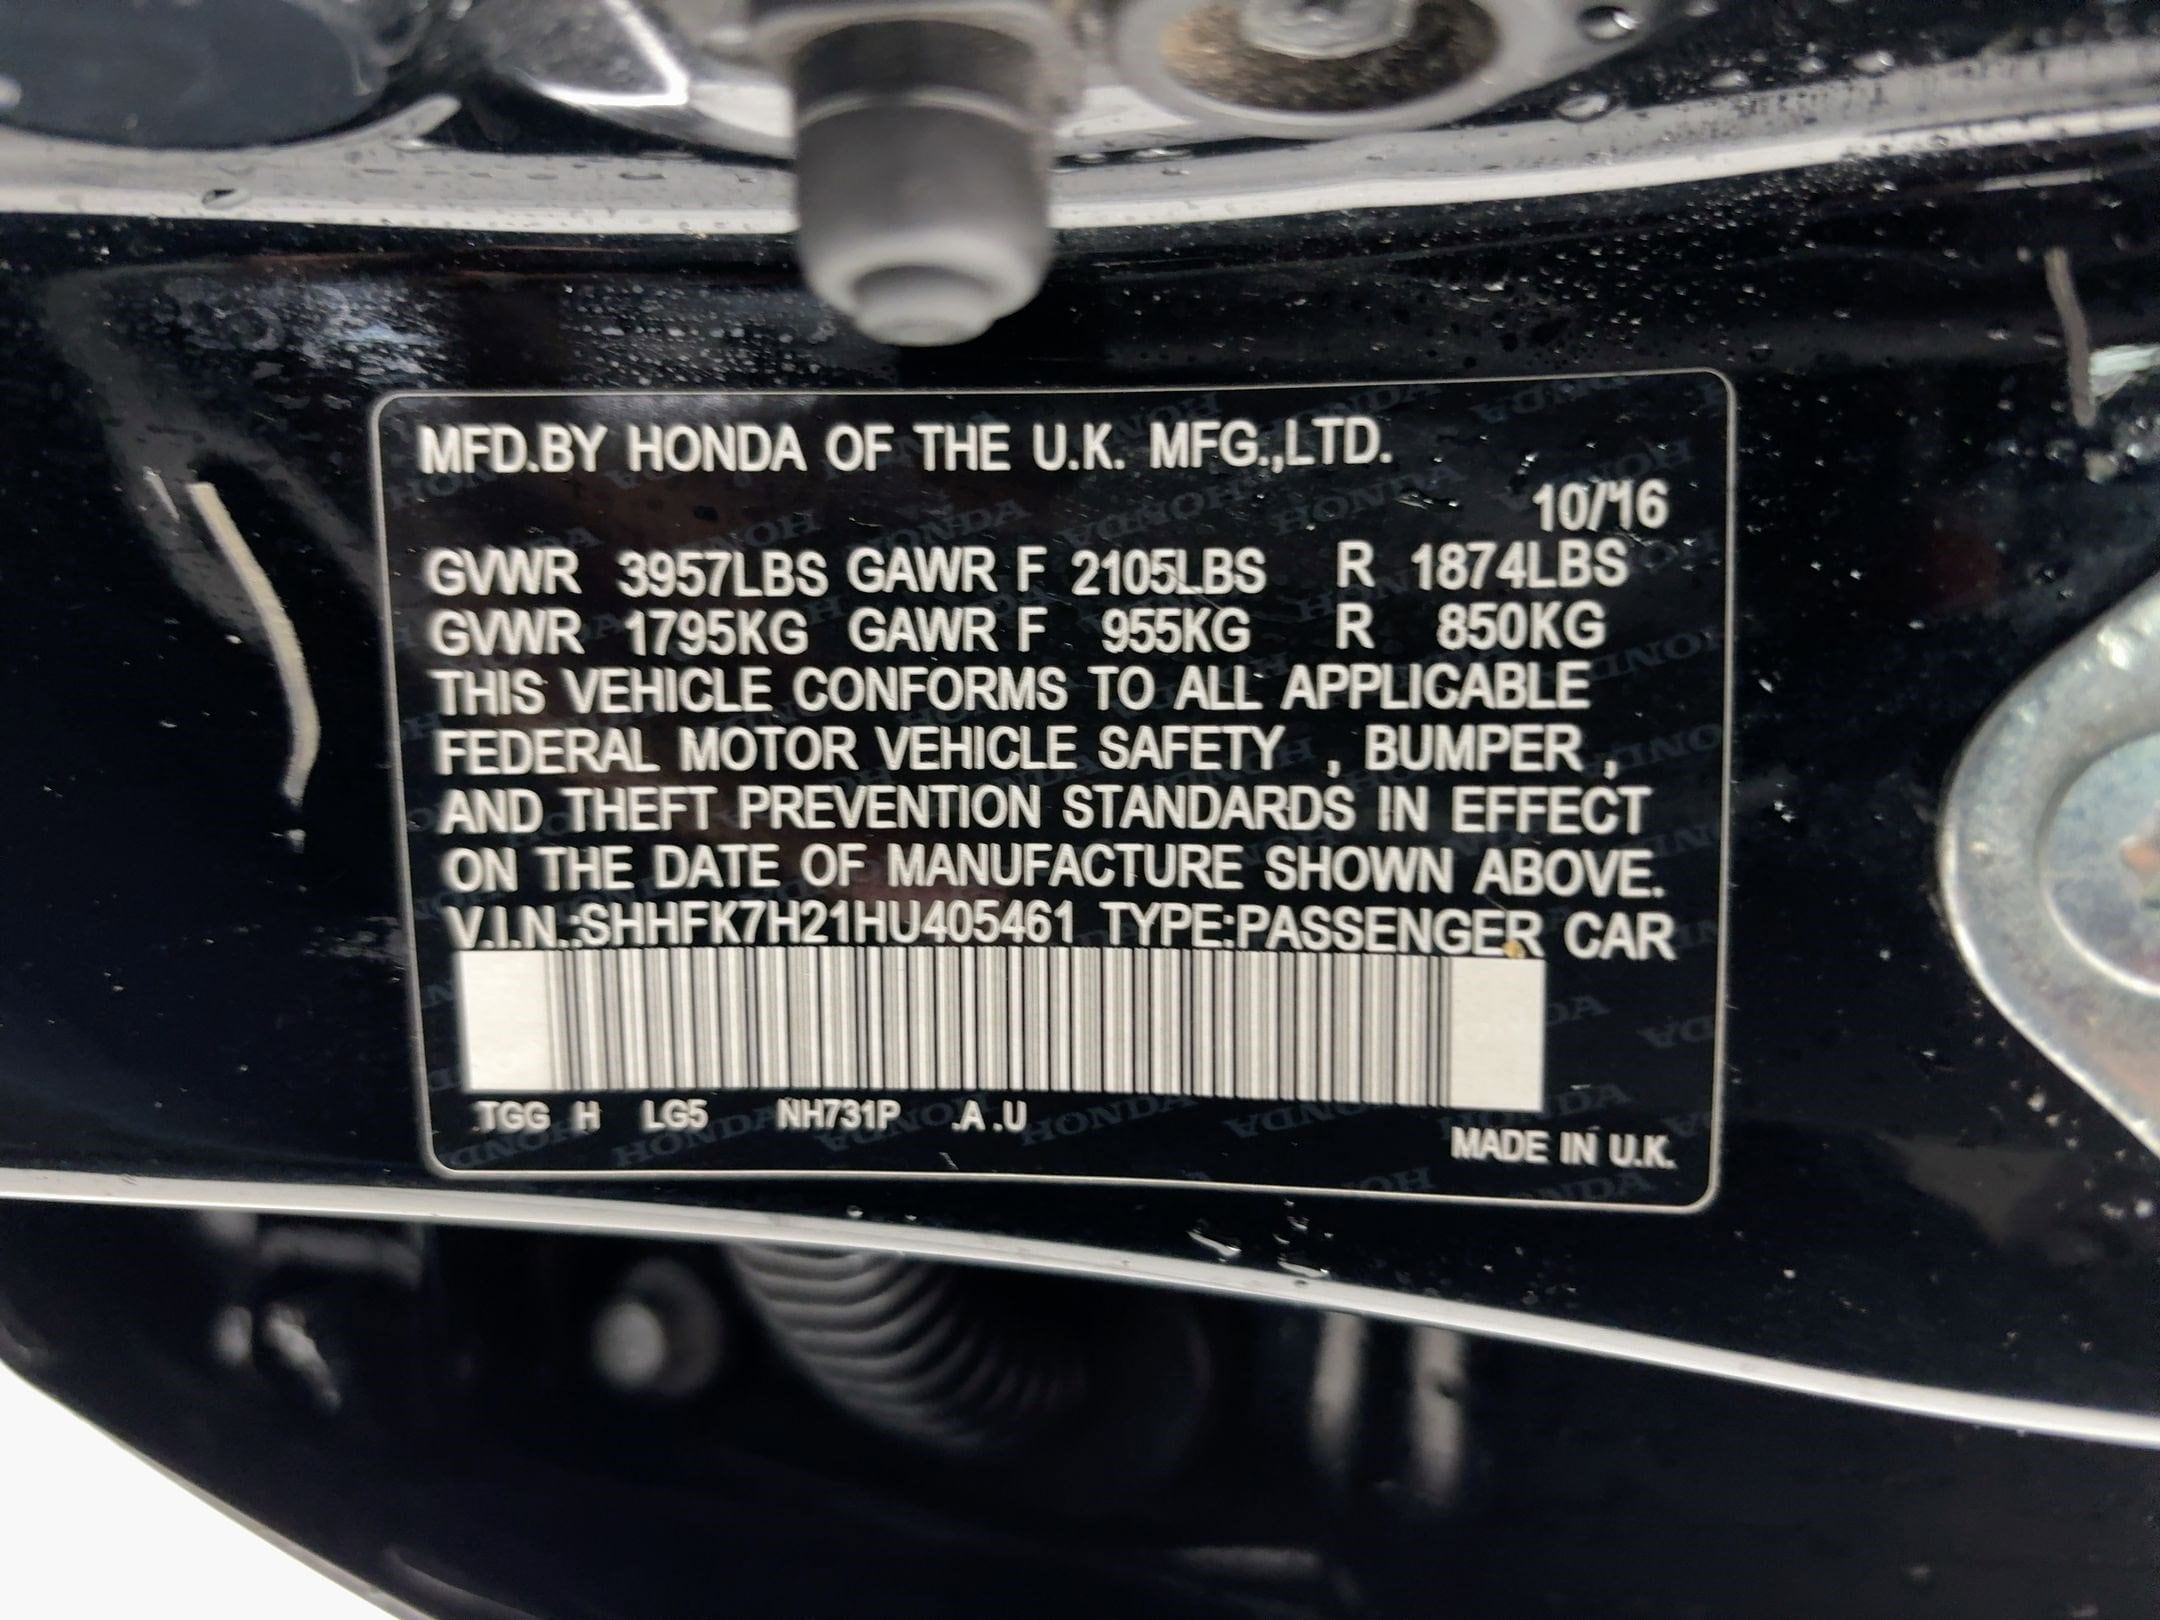 MFD.BY HONDA OF THE U.K. MFG.,LTD.
10/16
GVWR 3957LBS GAWR F 2105LBS R 1874LBS
GVWR 1795KG GAWR F 955KG R 850KG
THIS VEHICLE CONFORMS TO ALL APPLICABLE
FEDERAL MOTOR VEHICLE SAFETY , BUMPER ,
AND THEFT PREVENTION STANDARDS IN EFFECT
ON THE DATE OF MANUFACTURE SHOWN ABOVE.
V.I.N.:SHHFK7H21HU405461 TYPE:PASSENGER CAR
TGG H LG5 NH731P .A .U
MADE IN U.K.